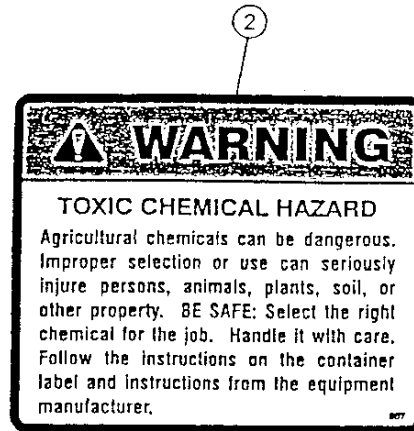 2
WARNING
TOXIC CHEMICAL HAZARD
Agricultural chemicals can be dangerous.
Improper selection or use can seriously
injure persons, animals, plants, soil, or
other property. BE SAFE: Select the right
chemical for the job. Handle it with care.
Follow the instructions on the container
label and instructions from the equipment
manufacturer.